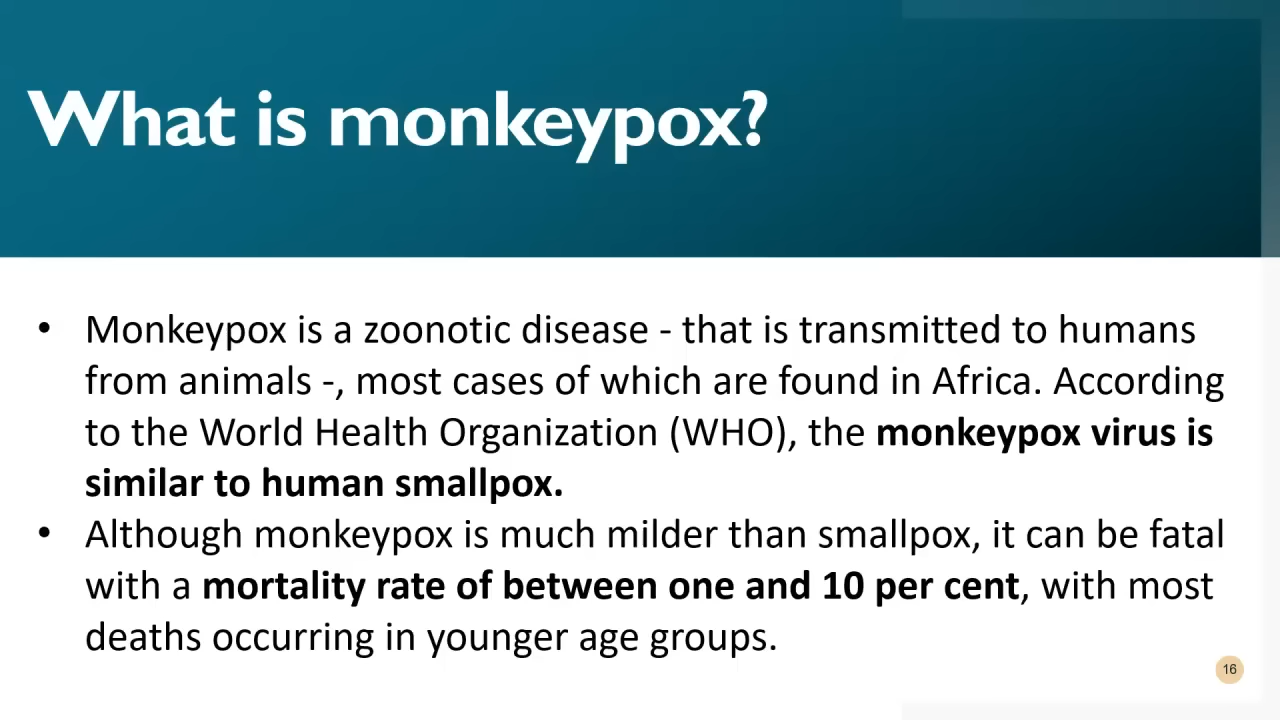 What is monkeypox?
• Monkeypox is a zoonotic disease - that is transmitted to humans
from animals -, most cases of which are found in Africa. According
to the World Health Organization (WHO), the monkeypox virus is
similar to human smallpox.
• Although monkeypox is much milder than smallpox, it can be fatal
with a mortality rate of between one and 10 per cent, with most
deaths occurring in younger age groups.
16